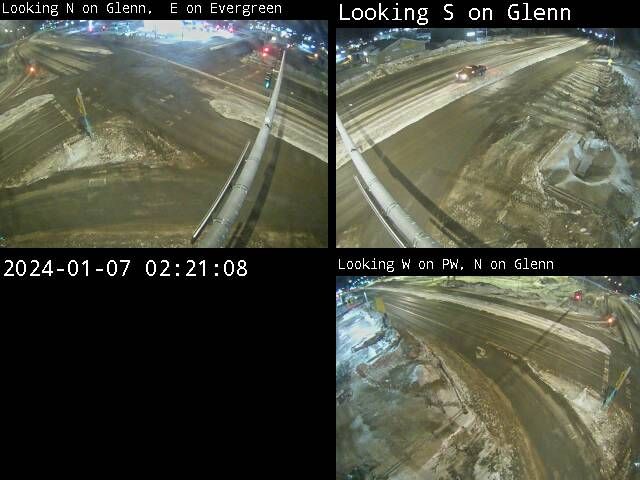 Looking N on Glenn, E on Evergreen
Looking S on Glenn
2024-01-07 02:21:08
Looking W on PW, N on Glenn